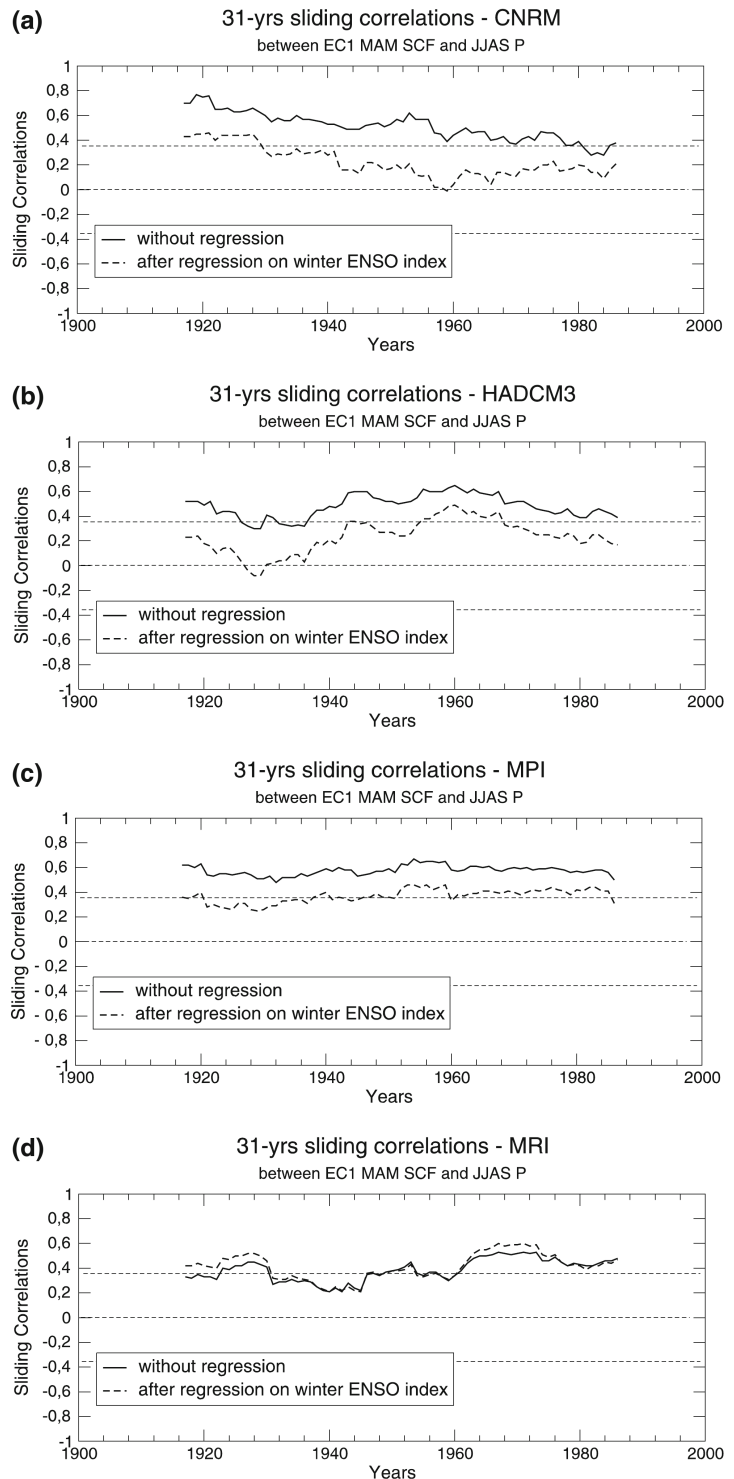 (a)
31-yrs sliding correlations - CNRM
between EC1 MAM SCF and JJAS P
Sliding Correlations
1
0,8
0,6
0,4
0,2
0
-0,2
-0,4
-0,6
-0,8
-1
without regression
after regression on winter ENSO index
1900 1920 1940 1960 1980 2000
Years
(b)
31-yrs sliding correlations - HADCM3
between EC1 MAM SCF and JJAS P
Sliding Correlations
1
0,8
0,6
0,4
0,2
0
-0,2
-0,4
-0,6
-0,8
-1
without regression
after regression on winter ENSO index
1900 1920 1940 1960 1980 2000
Years
(c)
31-yrs sliding correlations - MPI
between EC1 MAM SCF and JJAS P
Sliding Correlations
1
0,8
0,6
0,4
0,2
0
- 0,2
- 0,4
- 0,6
- 0,8
-1
without regression
after regression on winter ENSO index
1900 1920 1940 1960 1980 2000
Years
(d)
31-yrs sliding correlations - MRI
between EC1 MAM SCF and JJAS P
Sliding Correlations
1
0,8
0,6
0,4
0,2
0
-0,2
-0,4
-0,6
-0,8
-1
without regression
after regression on winter ENSO index
1900 1920 1940 1960 1980 2000
Years